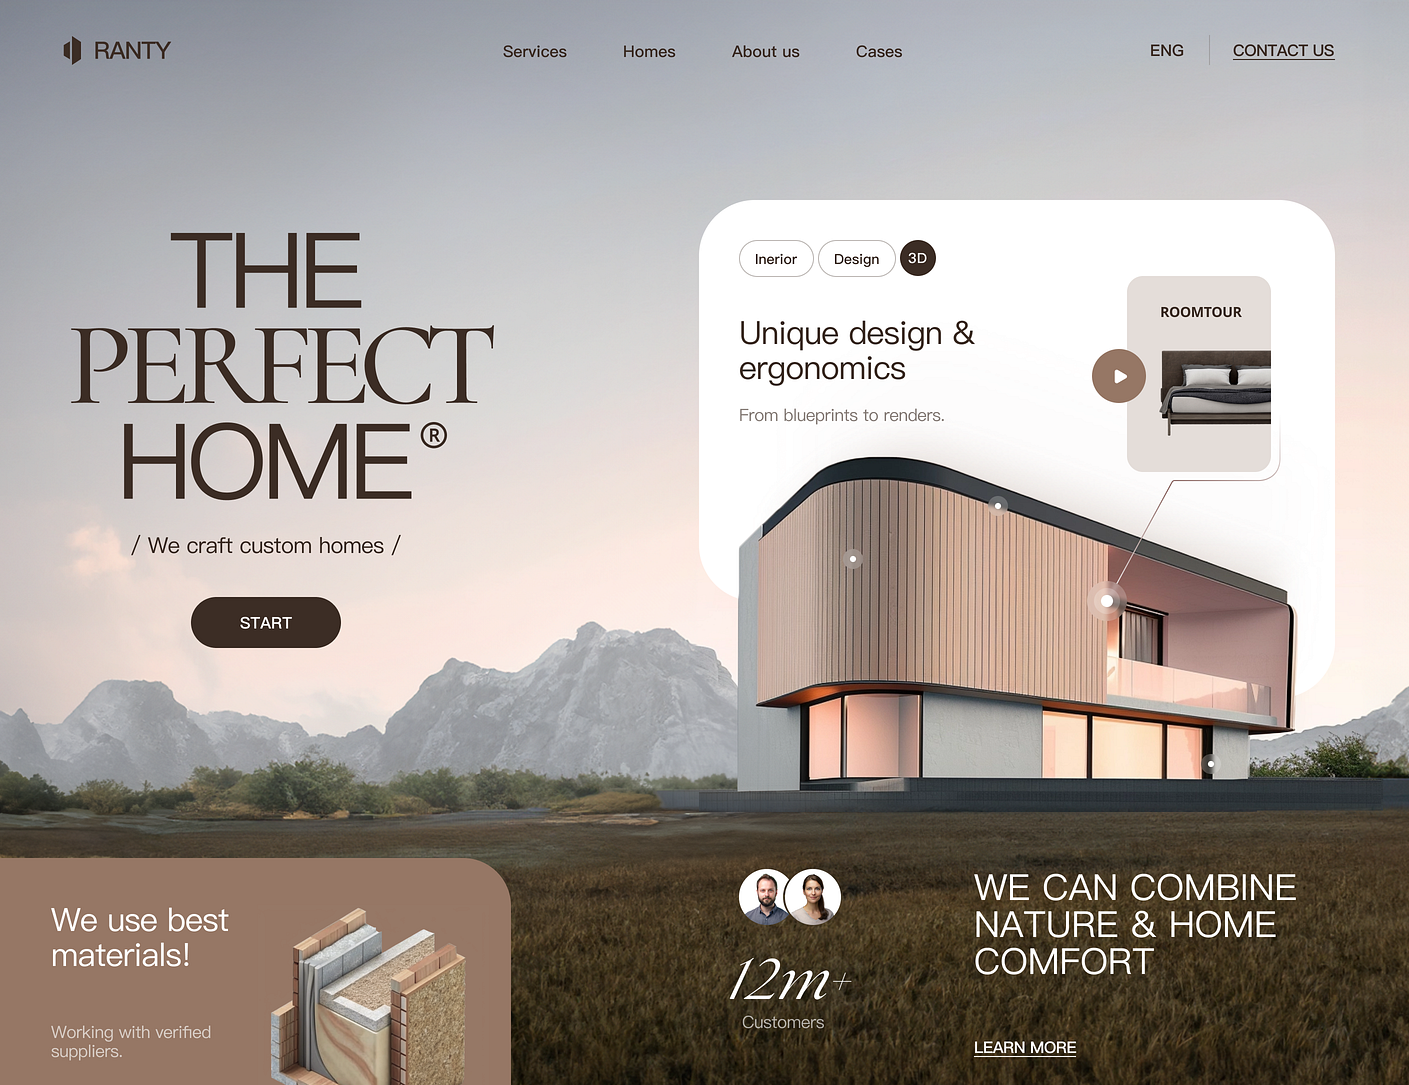 RANTY
Services
Homes
About us
Cases
ENG
CONTACT US
THE
PERFECT
HOME®
/ We craft custom homes /
START
Inerior
Design
3D
Unique design &
ergonomics
From blueprints to renders.
ROOMTOUR
We use best
materials!
Working with verified
suppliers.
12m+
Customers
WE CAN COMBINE
NATURE & HOME
COMFORT
LEARN MORE